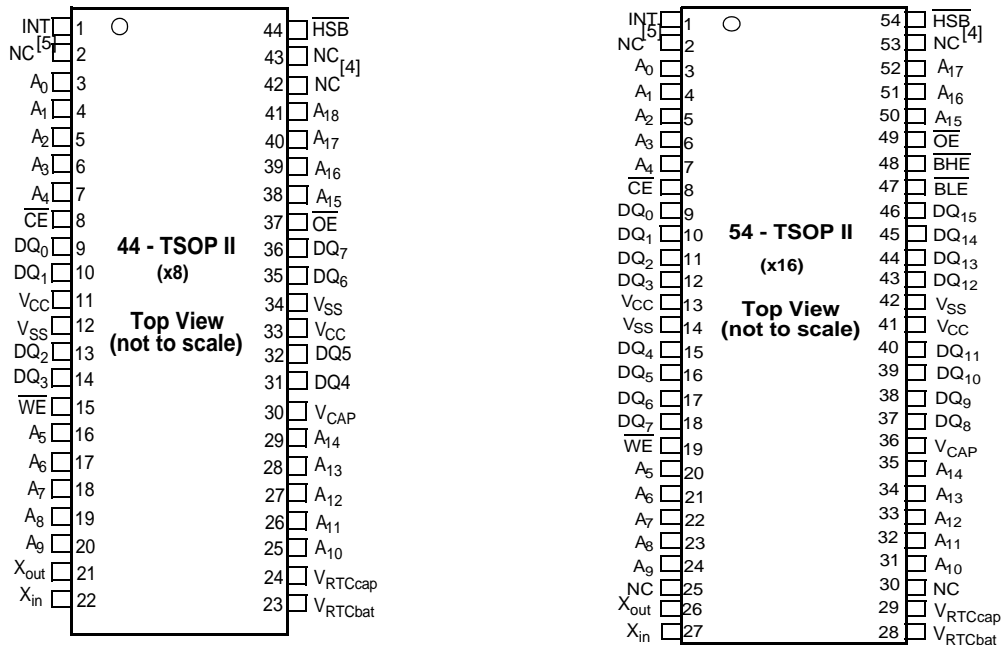 INT 1 44 HSB
NC [5] 2 43 NC [4]
A0 3 42 NC
A1 4 41 A18
A2 5 40 A17
A3 6 39 A16
A4 7 38 A15
CE 8 37 OE
DQ0 9 36 DQ7
DQ1 10 35 DQ6
VCC 11 34 VSS
VSS 12 33 VCC
DQ2 13 32 DQ5
DQ3 14 31 DQ4
WE 15 30 VCAP
A5 16 29 A14
A6 17 28 A13
A7 18 27 A12
A8 19 26 A11
A9 20 25 A10
Xout 21 24 VRTCcap
Xin 22 23 VRTCbat
44 - TSOP II
(x8)
Top View
(not to scale)
INT 1 54 HSB
NC [5] 2 53 NC [4]
A0 3 52 A17
A1 4 51 A16
A2 5 50 A15
A3 6 49 OE
A4 7 48 BHE
CE 8 47 BLE
DQ0 9 46 DQ15
DQ1 10 45 DQ14
DQ2 11 44 DQ13
DQ3 12 43 DQ12
VCC 13 42 VSS
VSS 14 41 VCC
DQ4 15 40 DQ11
DQ5 16 39 DQ10
DQ6 17 38 DQ9
DQ7 18 37 DQ8
WE 19 36 VCAP
A5 20 35 A14
A6 21 34 A13
A7 22 33 A12
A8 23 32 A11
A9 24 31 A10
NC 25 30 NC
Xout 26 29 VRTCcap
Xin 27 28 VRTCbat
54 - TSOP II
(x16)
Top View
(not to scale)